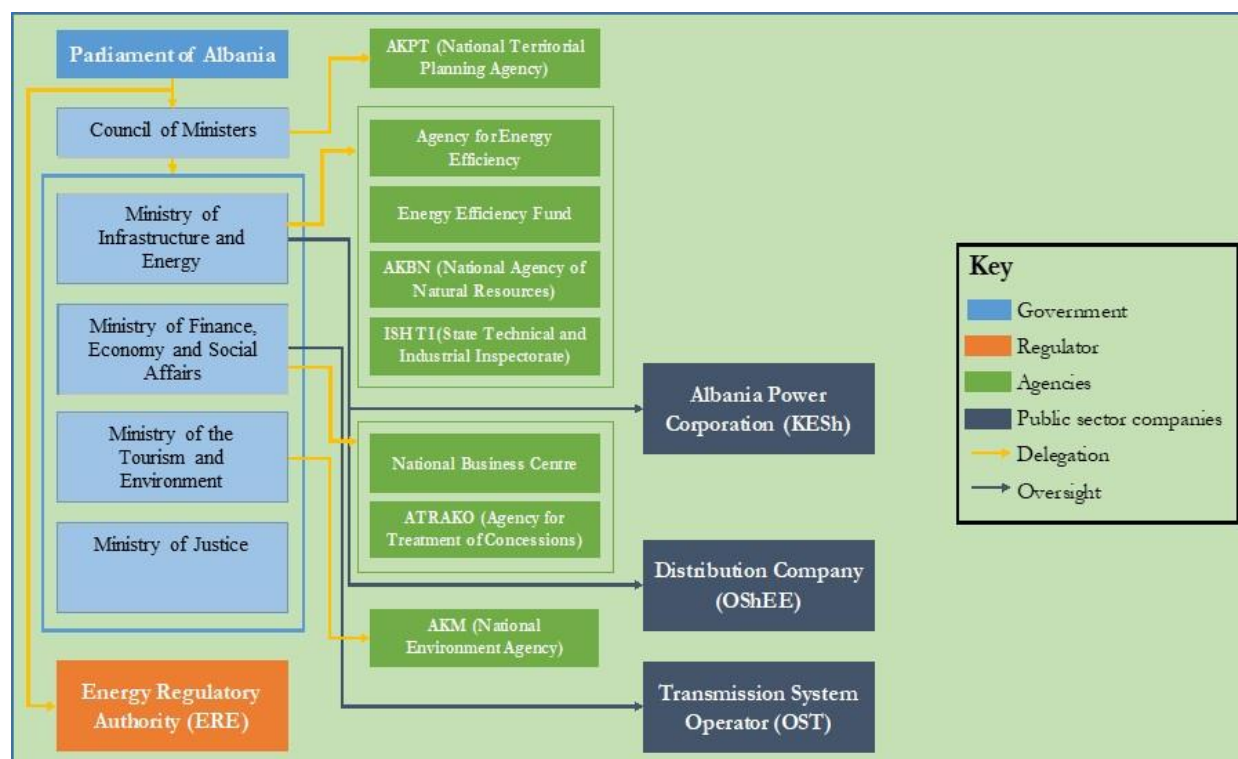 Parliament of Albania
Council of Ministers
Ministry of
Infrastructure and
Energy
Ministry of Finance,
Economy and Social
Affairs
Ministry of the
Tourism and
Environment
Ministry of Justice
Energy Regulatory
Authority (ERE)
AKPT (National Territorial
Planning Agency)
Agency for Energy
Efficiency
Energy Efficiency Fund
AKBN (National Agency of
Natural Resources)
ISHTI (State Technical and
Industrial Inspectorate)
National Business Centre
ATRAKO (Agency for
Treatment of Concessions)
AKM (National
Environment Agency)
Albania Power
Corporation (KESh)
Distribution Company
(OShEE)
Transmission System
Operator (OST)
Key
Government
Regulator
Agencies
Public sector companies
Delegation
Oversight